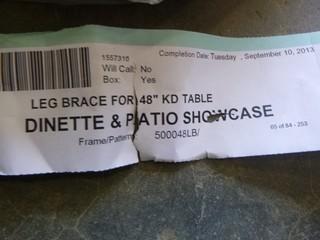 1557310
Completion Date: Tuesday, September 10, 2013
Will Call: No
Box: Yes
LEG BRACE FOR 48" KD TABLE
DINETTE & PATIO SHOWCASE
Frame/Pattern: 500048LB/
65 of 84 - 253